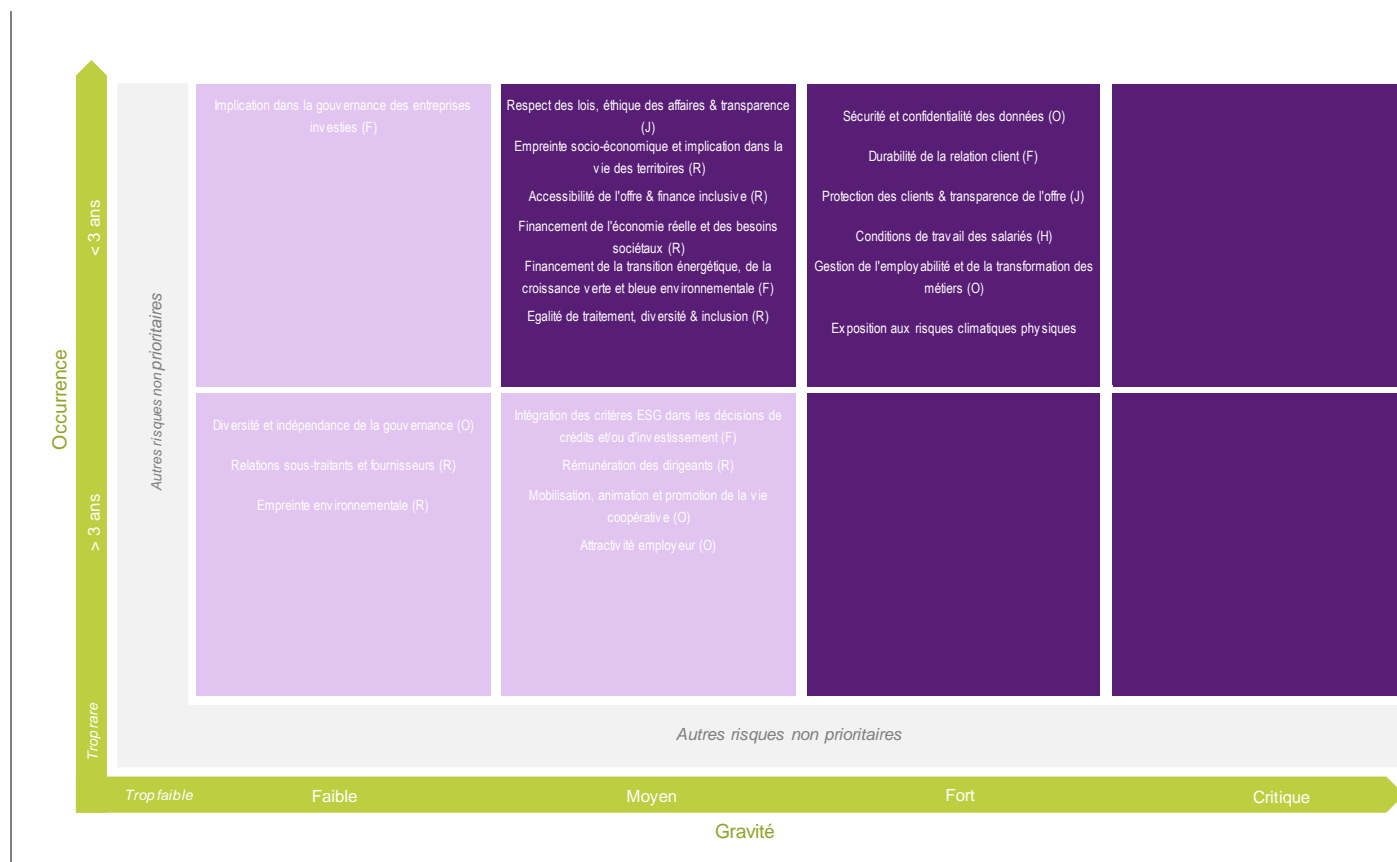 Implication dans la gouvernance des entreprises
investies (F)
Respect des lois, éthique des affaires & transparence
(J)
Empreinte socio-économique et implication dans la
vie des territoires (R)
Accessibilité de l'offre & finance inclusive (R)
Financement de l'économie réelle et des besoins
sociétaux (R)
Financement de la transition énergétique, de la
croissance verte et bleue environnementale (F)
Egalité de traitement, diversité & inclusion (R)
Sécurité et confidentialité des données (O)
Durabilité de la relation client (F)
Protection des clients & transparence de l'offre (J)
Conditions de travail des salariés (H)
Gestion de l'employabilité et de la transformation des
métiers (O)
Exposition aux risques climatiques physiques
< 3 ans
Occurrence
Autres risques non prioritaires
Diversité et indépendance de la gouvernance (O)
Relations sous-traitants et fournisseurs (R)
Empreinte environnementale (R)
Intégration des critères ESG dans les décisions de
crédits et/ou d'investissement (F)
Rémunération des dirigeants (R)
Mobilisation, animation et promotion de la vie
coopérative (O)
Attractivité employeur (O)
> 3 ans
Trop rare
Autres risques non prioritaires
Trop faible
Faible
Moyen
Fort
Critique
Gravité